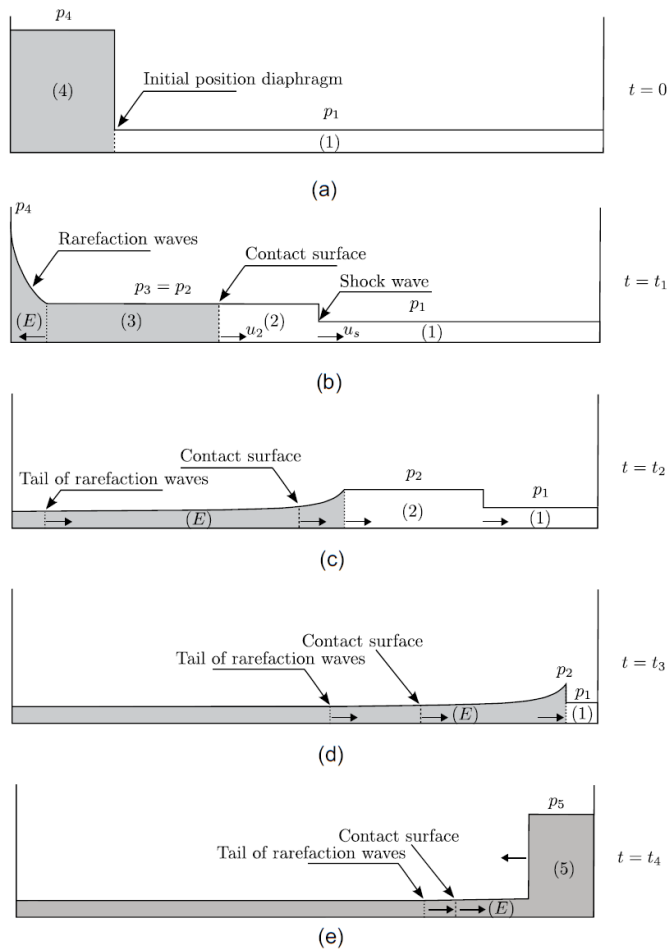 p4
(4)
Initial position diaphragm
t = 0
p1
(1)
(a)
p4
Rarefaction waves
Contact surface
p3 = p2
Shock wave
p1
t = t1
(E)
(3)
(2)
u2
us
(1)
(b)
Contact surface
p2
t = t2
Tail of rarefaction waves
p1
(E)
(2)
(1)
(c)
Contact surface
Tail of rarefaction waves
p2
t = t3
p1
(E)
(1)
(d)
p5
Contact surface
Tail of rarefaction waves
(5)
t = t4
(E)
(e)